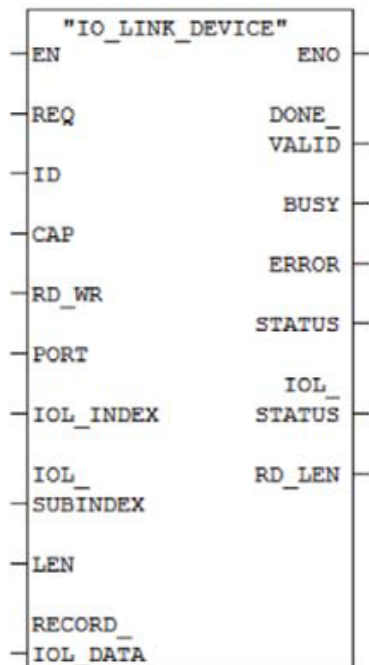 "IO_LINK_DEVICE"
EN ENO
REQ DONE_
VALID
ID
BUSY
CAP
ERROR
RD_WR
STATUS
PORT
IOL_
IOL_INDEX STATUS
IOL_ RD_LEN
SUBINDEX
LEN
RECORD_
IOL_DATA